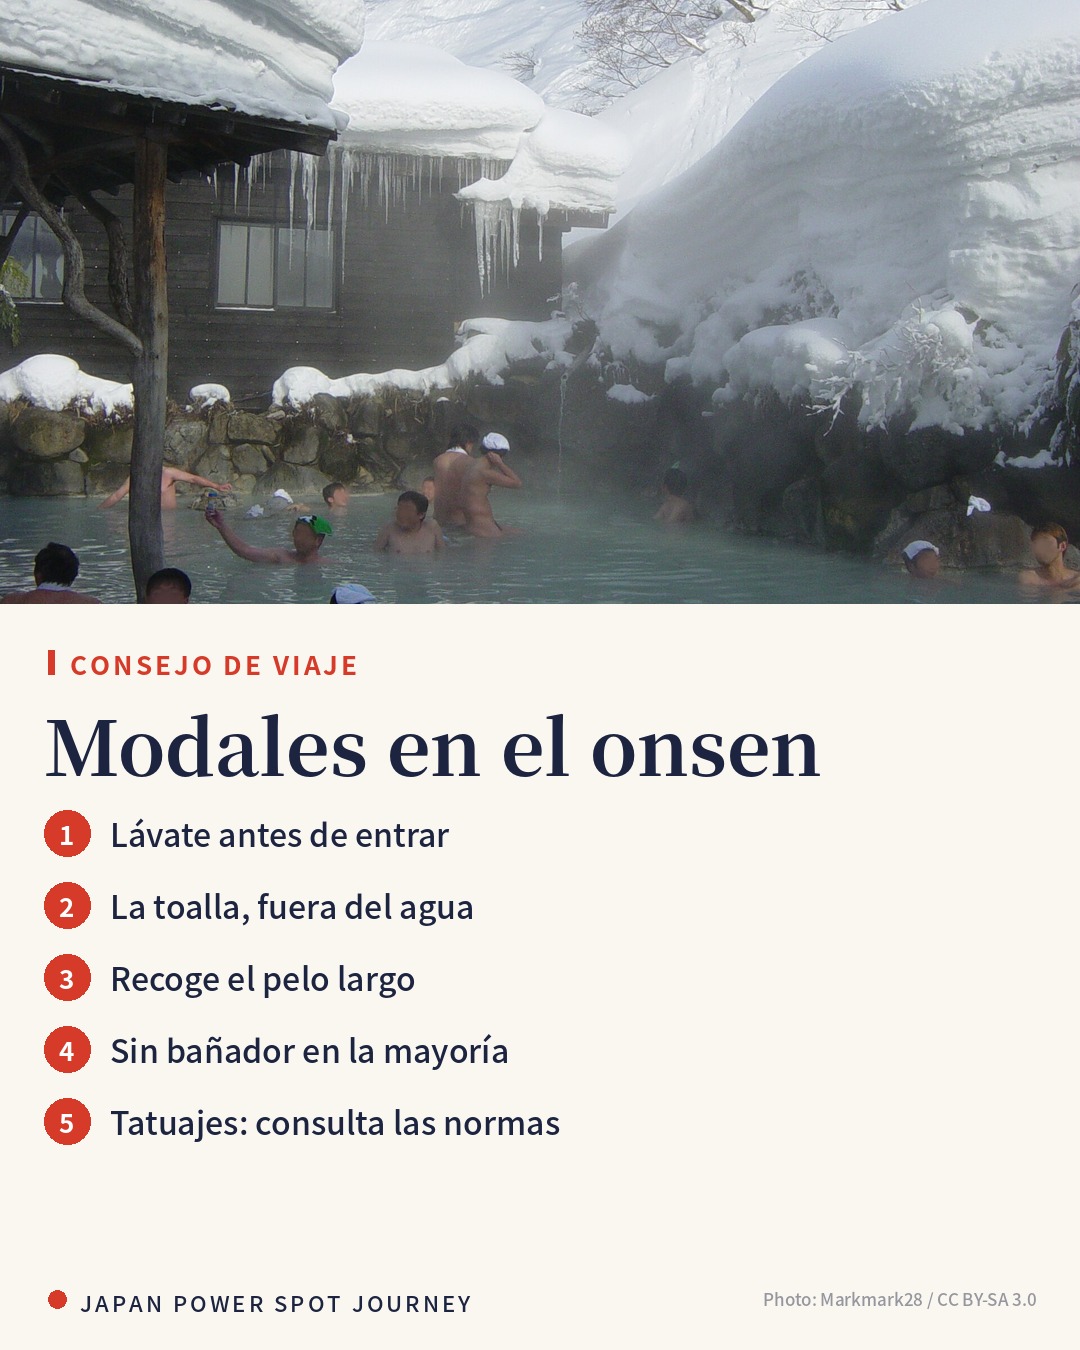 CONSEJO DE VIAJE
Modales en el onsen
1 Lávate antes de entrar
2 La toalla, fuera del agua
3 Recoge el pelo largo
4 Sin bañador en la mayoría
5 Tatuajes: consulta las normas
JAPAN POWER SPOT JOURNEY
Photo: Markmark28 / CC BY-SA 3.0